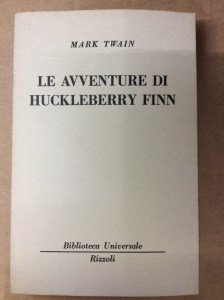 MARK TWAIN
LE AVVENTURE DI
HUCKLEBERRY FINN
Biblioteca Universale
Rizzoli